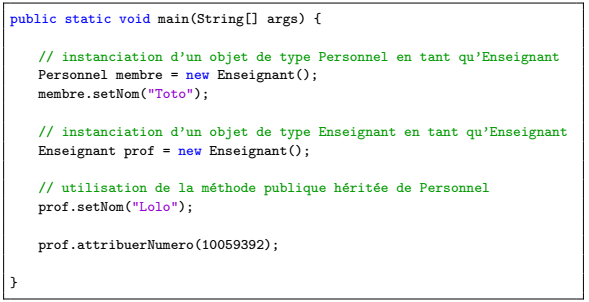 public static void main(String[] args) {
// instanciation d'un objet de type Personnel en tant qu'Enseignant
Personnel membre = new Enseignant();
membre.setNom("Toto");
// instanciation d'un objet de type Enseignant en tant qu'Enseignant
Enseignant prof = new Enseignant();
// utilisation de la méthode publique héritée de Personnel
prof.setNom("Lolo");
prof.attribuerNumero(10059392);
}